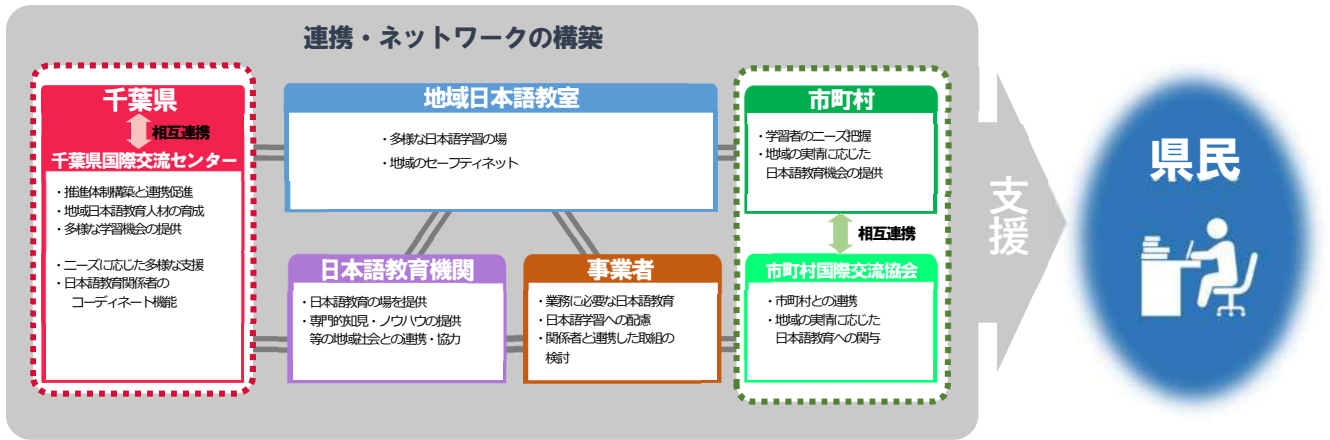 連携・ネットワークの構築
千葉県
相互連携
千葉県国際交流センター
・推進体制構築と連携促進
・地域日本語教育人材の育成
・多様な学習機会の提供
・ニーズに応じた多様な支援
・日本語教育関係者の
コーディネート機能
地域日本語教室
・多様な日本語学習の場
・地域のセーフティネット
日本語教育機関
・日本語教育の場を提供
・専門的知見・ノウハウの提供
等の地域社会との連携・協力
事業者
・業務に必要な日本語教育
・日本語学習への配慮
・関係者と連携した取組の
検討
市町村
・学習者のニーズ把握
・地域の実情に応じた
日本語教育機会の提供
相互連携
市町村国際交流協会
・市町村との連携
・地域の実情に応じた
日本語教育への関与
支援
県民